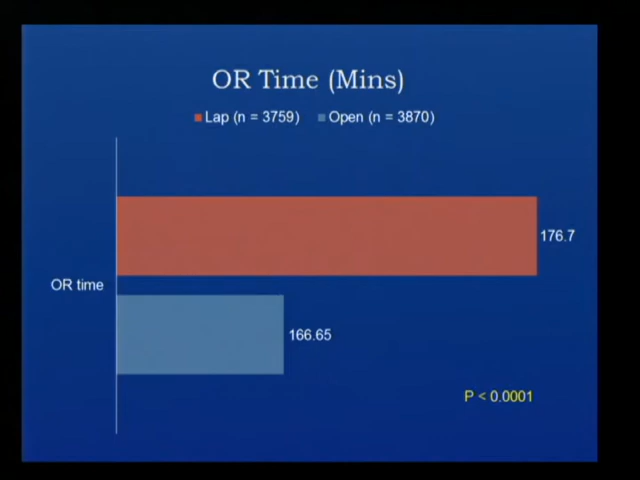 OR Time (Mins)
Lap (n = 3759) Open (n = 3870)
176.7
OR time
166.65
P < 0.0001